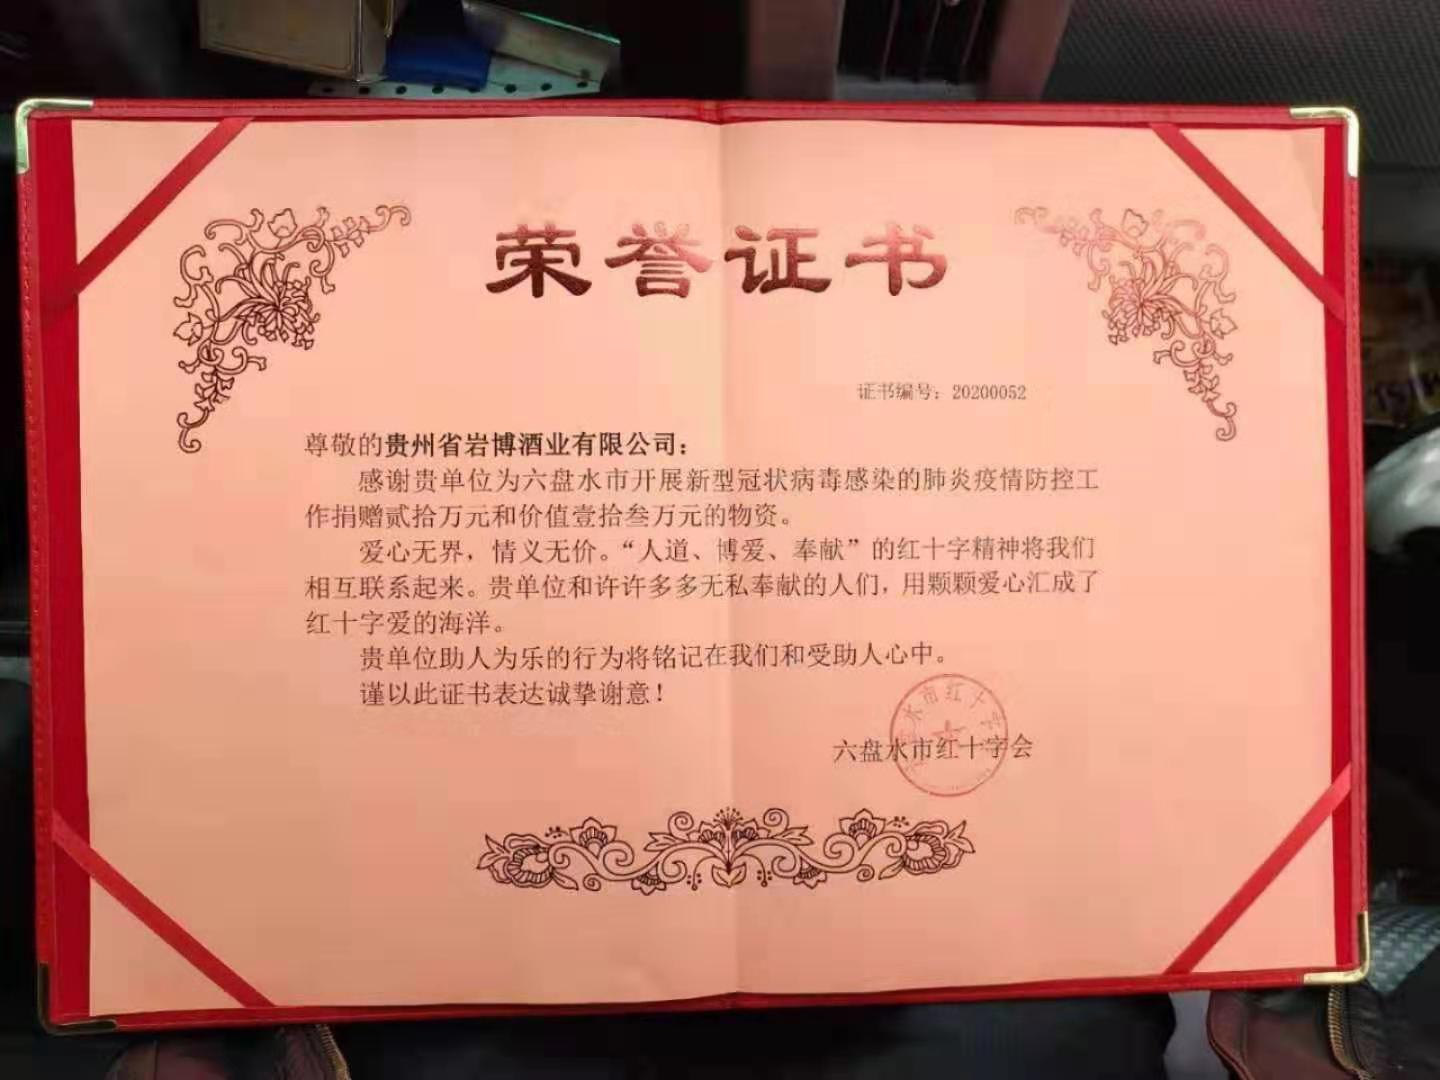 荣誉证书
证书编号：20200052
尊敬的贵州省岩博酒业有限公司：
感谢贵单位为六盘水市开展新型冠状病毒感染的肺炎疫情防控工
作捐赠贰拾万元和价值壹拾叁万元的物资。
爱心无界，情义无价。“人道、博爱、奉献”的红十字精神将我们
相互联系起来。贵单位和许许多多无私奉献的人们，用颗颗爱心汇成了
红十字爱的海洋。
贵单位助人为乐的行为将铭记在我们和受助人心中。
谨以此证书表达诚挚谢意！
六盘水市红十字会
水市红十字